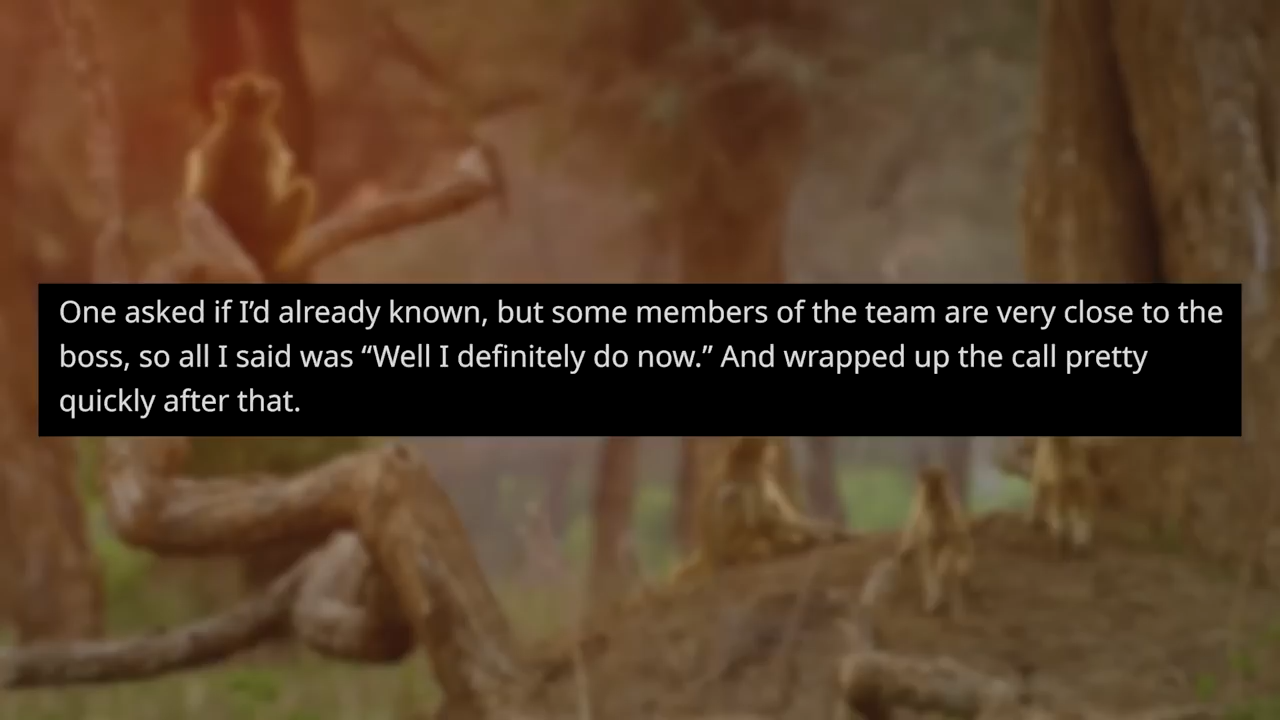 One asked if I’d already known, but some members of the team are very close to the
boss, so all I said was “Well I definitely do now.” And wrapped up the call pretty
quickly after that.